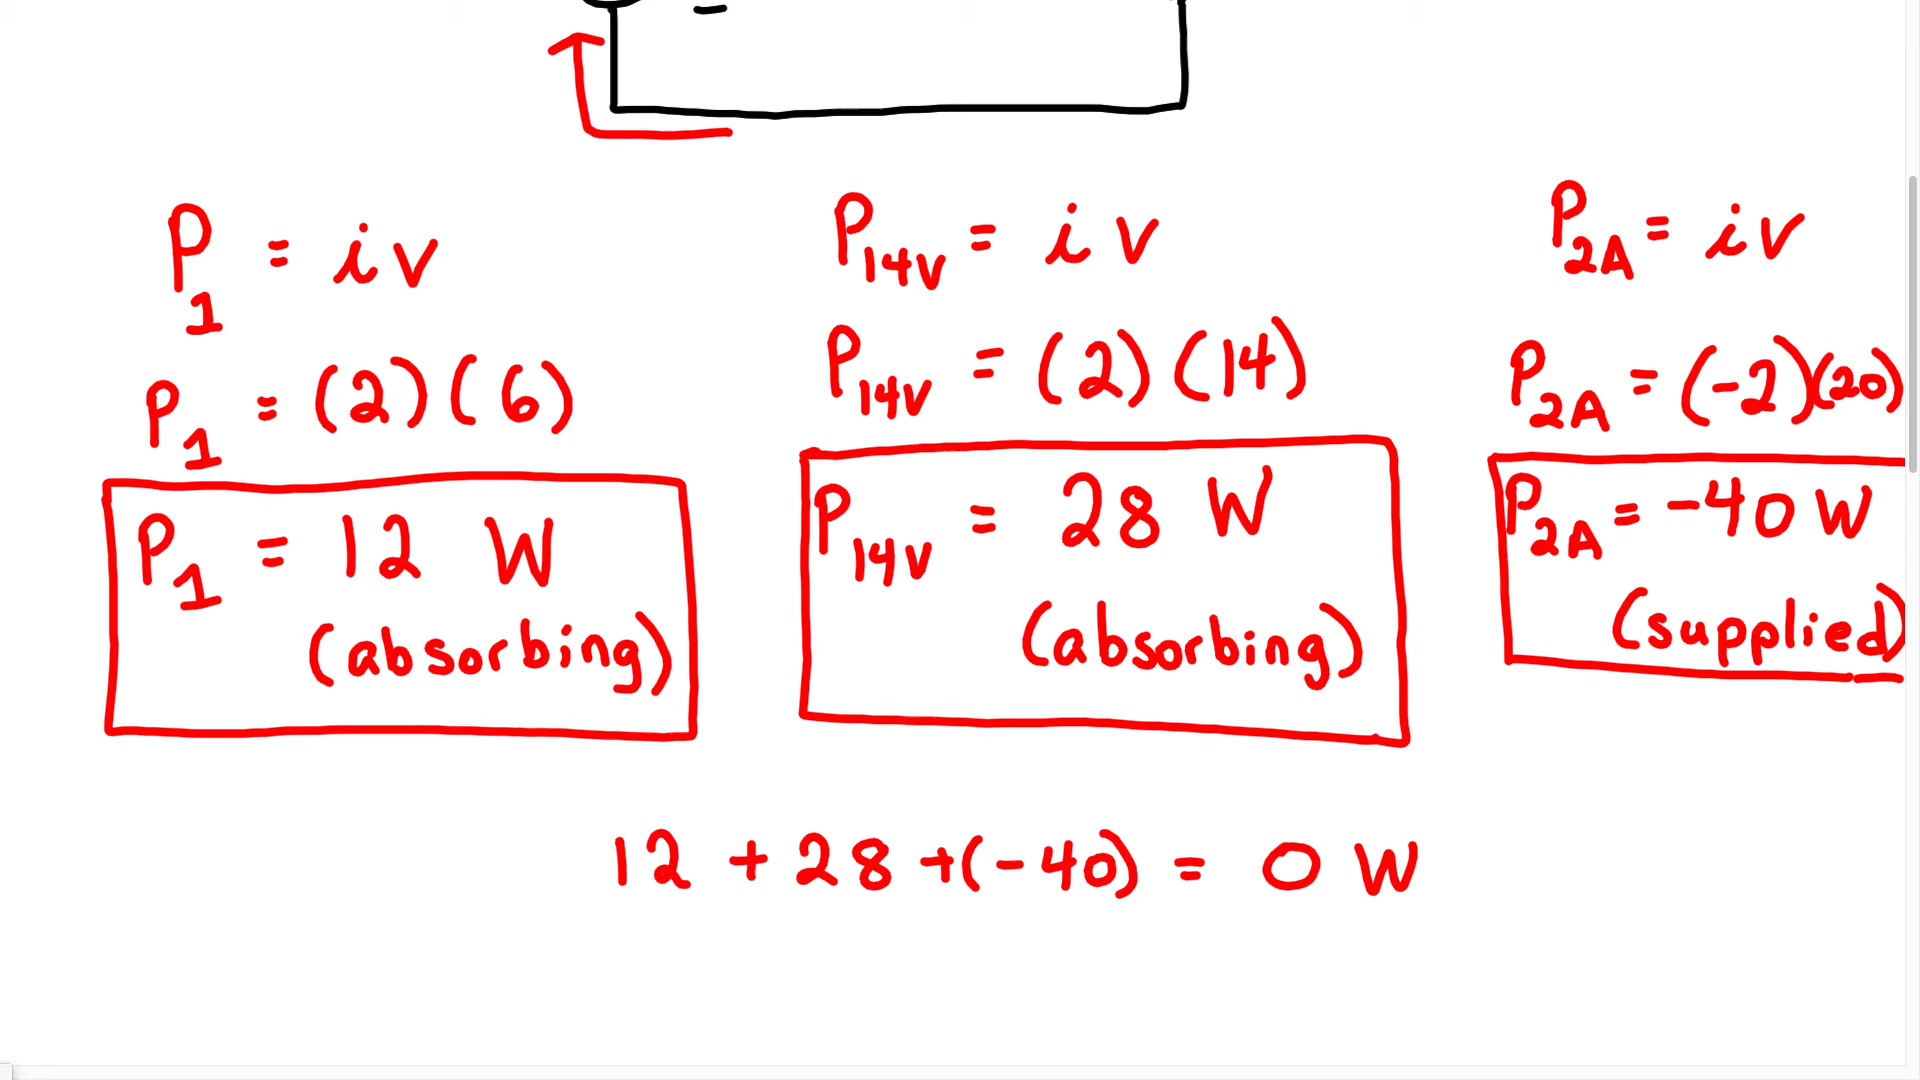 P₁ = iv
P₁ = (2)(6)
P₁ = 12 W
(absorbing)
P₁₄ᵥ = iv
P₁₄ᵥ = (2)(14)
P₁₄ᵥ = 28 W
(absorbing)
P₂A = iv
P₂A = (-2)(20)
P₂A = -40 W
(supplied)
12 + 28 +(-40) = 0 W